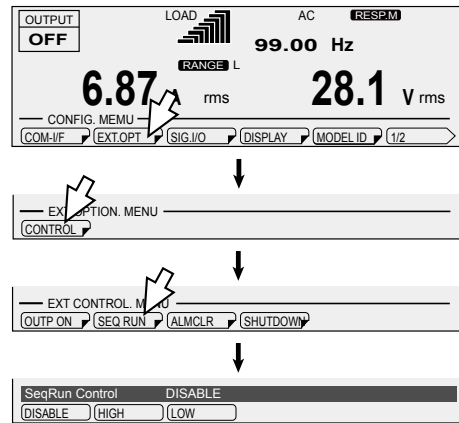 OUTPUT LOAD AC RESP.M
OFF 99.00 Hz
RANGE L
6.87 A rms 28.1 V rms
CONFIG. MEMU
COM-I/F EXT.OPT SIG.I/O DISPLAY MODEL ID 1/2
EXT OPTION. MENU
CONTROL
EXT CONTROL. MENU
OUTP ON SEQ RUN ALMCLR SHUTDOWN
SeqRun Control DISABLE
DISABLE HIGH LOW